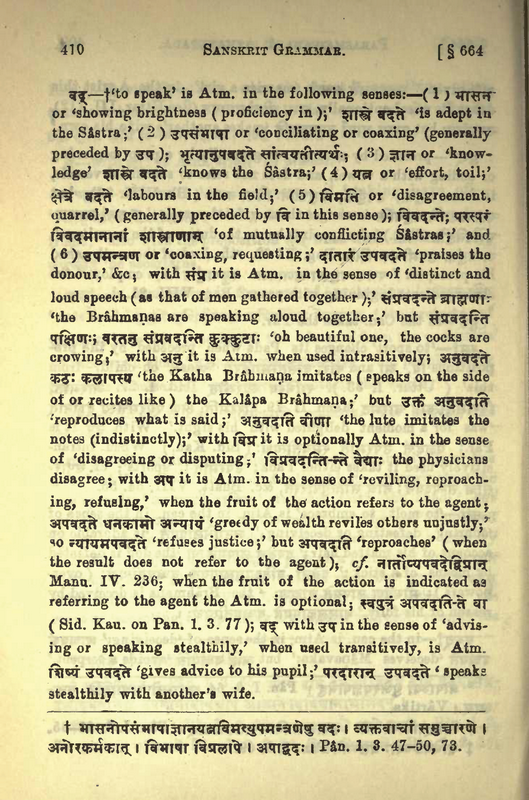 410 SANSKRIT GRAMMAR. [ § 664
वद्—†'to speak' is Atm. in the following senses:—( 1 ) भासन
or 'showing brightness ( proficiency in );' शास्त्रे वदते 'is adept in
the Sâstra;' ( 2 ) उपसंभाषा or 'conciliating or coaxing' (generally
preceded by उप ); भृत्यानुपवदते सांत्वयतीत्यर्थः; ( 3 ) ज्ञान or 'know-
ledge' शास्त्रे वदते 'knows the Sâstra;' ( 4 ) यत्न or 'effort, toil;'
क्षेत्रे वदते 'labours in the field;' ( 5 ) विमति or 'disagreement,
quarrel,' ( generally preceded by वि in this sense ); विवदन्ते; परस्परं
विवदमानानां शास्त्राणाम् 'of mutually conflicting Sâstras;' and
( 6 ) उपमन्त्रण or 'coaxing, requesting;' दातारं उपवदते 'praises the
donour,' &c; with संप्र it is Atm. in the sense of 'distinct and
loud speech ( as that of men gathered together );' संप्रवदन्ते ब्राह्मणाः
'the Brâhmaṇas are speaking aloud together;' but संप्रवदन्ति
पक्षिणः; वरतनु संप्रवदन्ति कुक्कुटाः 'oh beautiful one, the cocks are
crowing;' with अनु it is Atm. when used intrasitively; अनुवदते
कठः कलापस्य 'the Katha Brâhmaṇa imitates ( speaks on the side
of or recites like ) the Kalâpa Brâhmaṇa;' but उक्तं अनुवदति
'reproduces what is said;' अनुवदति वीणा 'the lute imitates the
notes (indistinctly);' with विप्र it is optionally Atm. in the sense
of 'disagreeing or disputing;' विप्रवदन्ति-न्ते वैद्याः the physicians
disagree; with अप it is Atm. in the sense of 'reviling, reproach-
ing, refusing,' when the fruit of the action refers to the agent;
अपवदते धनकामो अन्यायं 'greedy of wealth reviles others unjustly;'
so न्यायमपवदते 'refuses justice;' but अपवदति 'reproaches' ( when
the result does not refer to the agent ); cf. नार्तोप्यपवदेद्विप्रान्
Manu. IV. 236; when the fruit of the action is indicated as
referring to the agent the Atm. is optional; स्वपुत्रं अपवदति-ते वा
( Sid. Kau. on Pan. 1. 3. 77 ); वद् with उप in the sense of 'advis-
ing or speaking stealthily,' when used transitively, is Atm.
शिष्यं उपवदते 'gives advice to his pupil;' परदारान् उपवदते 'speaks
stealthily with another's wife.
† भासनोपसंभाषाज्ञानयत्नविमत्युपमन्त्रणेषु वदः । व्यक्तवाचां समुच्चारणे ।
अनोरकर्मकात् । विभाषा विप्रलापे । अपाद्वदः । Pân. 1. 3. 47-50, 73.